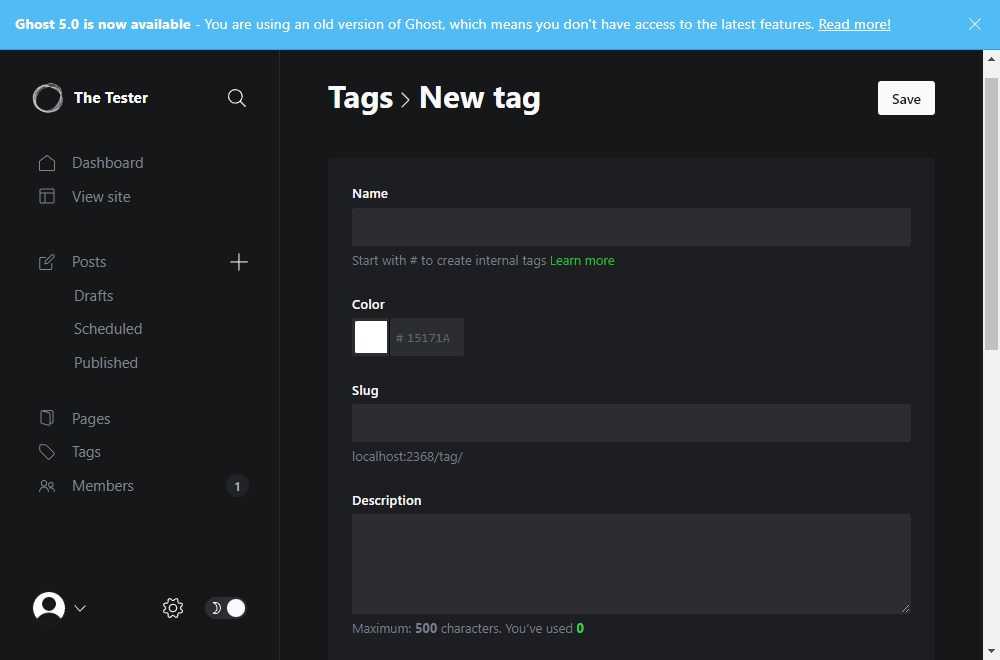 Ghost 5.0 is now available - You are using an old version of Ghost, which means you don't have access to the latest features. Read more!
The Tester
Dashboard
View site
Posts
Drafts
Scheduled
Published
Pages
Tags
Members 1
Tags > New tag
Save
Name
Start with # to create internal tags Learn more
Color
# 15171A
Slug
localhost:2368/tag/
Description
Maximum: 500 characters. You've used 0